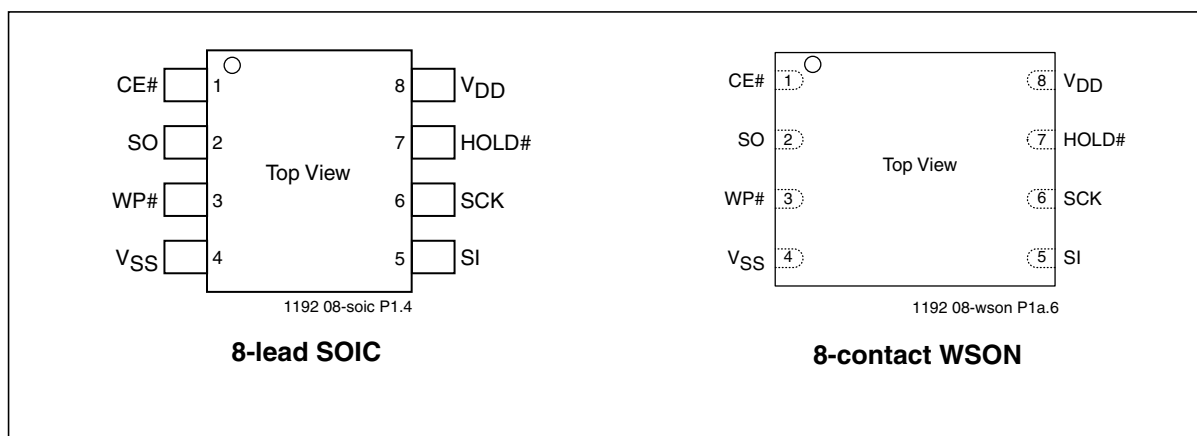 CE# 1 8 VDD
SO 2 7 HOLD#
Top View
WP# 3 6 SCK
VSS 4 5 SI
1192 08-soic P1.4
8-lead SOIC
CE# 1 8 VDD
SO 2 7 HOLD#
Top View
WP# 3 6 SCK
VSS 4 5 SI
1192 08-wson P1a.6
8-contact WSON